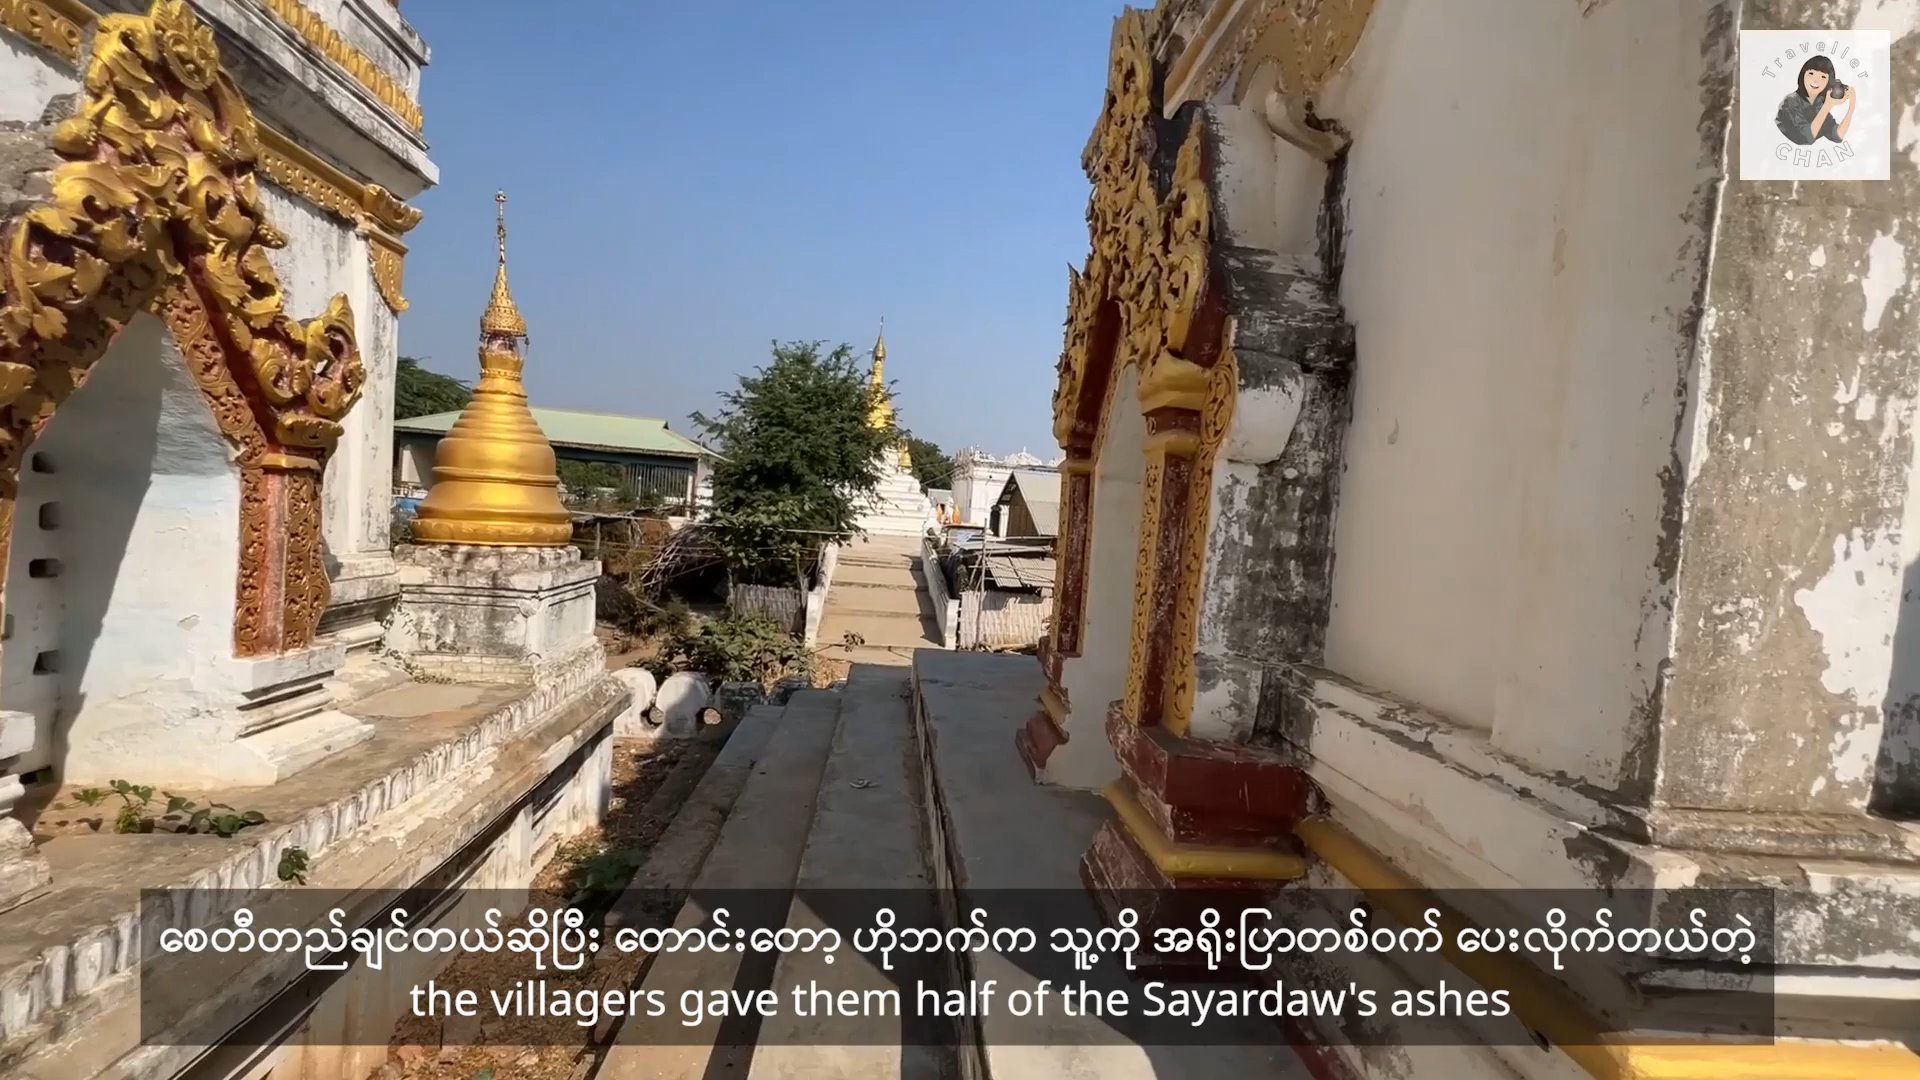 Traveller
CHAN
စေတီတည်ချင်တယ်ဆိုပြီး တောင်းတော့ ဟိုဘက်က သူ့ကို အရိုးပြာတစ်ဝက် ပေးလိုက်တယ်တဲ့
the villagers gave them half of the Sayardaw's ashes